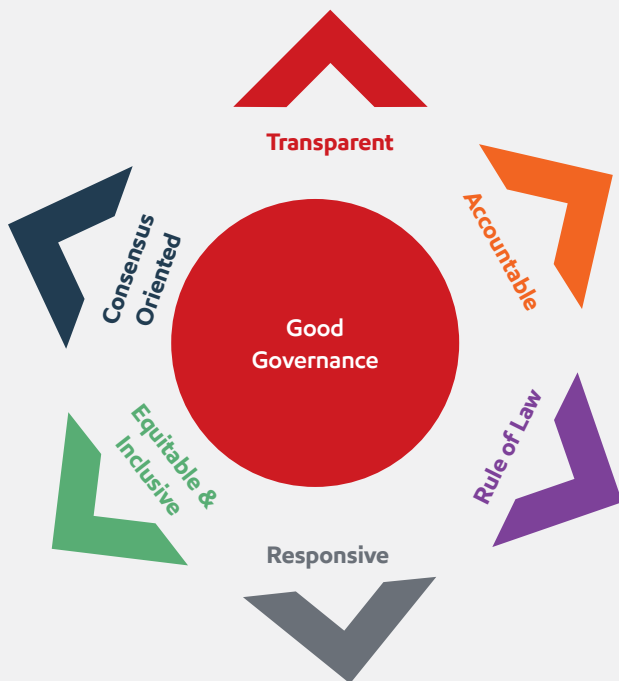 Transparent
Accountable
Rule of Law
Responsive
Equitable &
Inclusive
Consensus
Oriented
Good
Governance